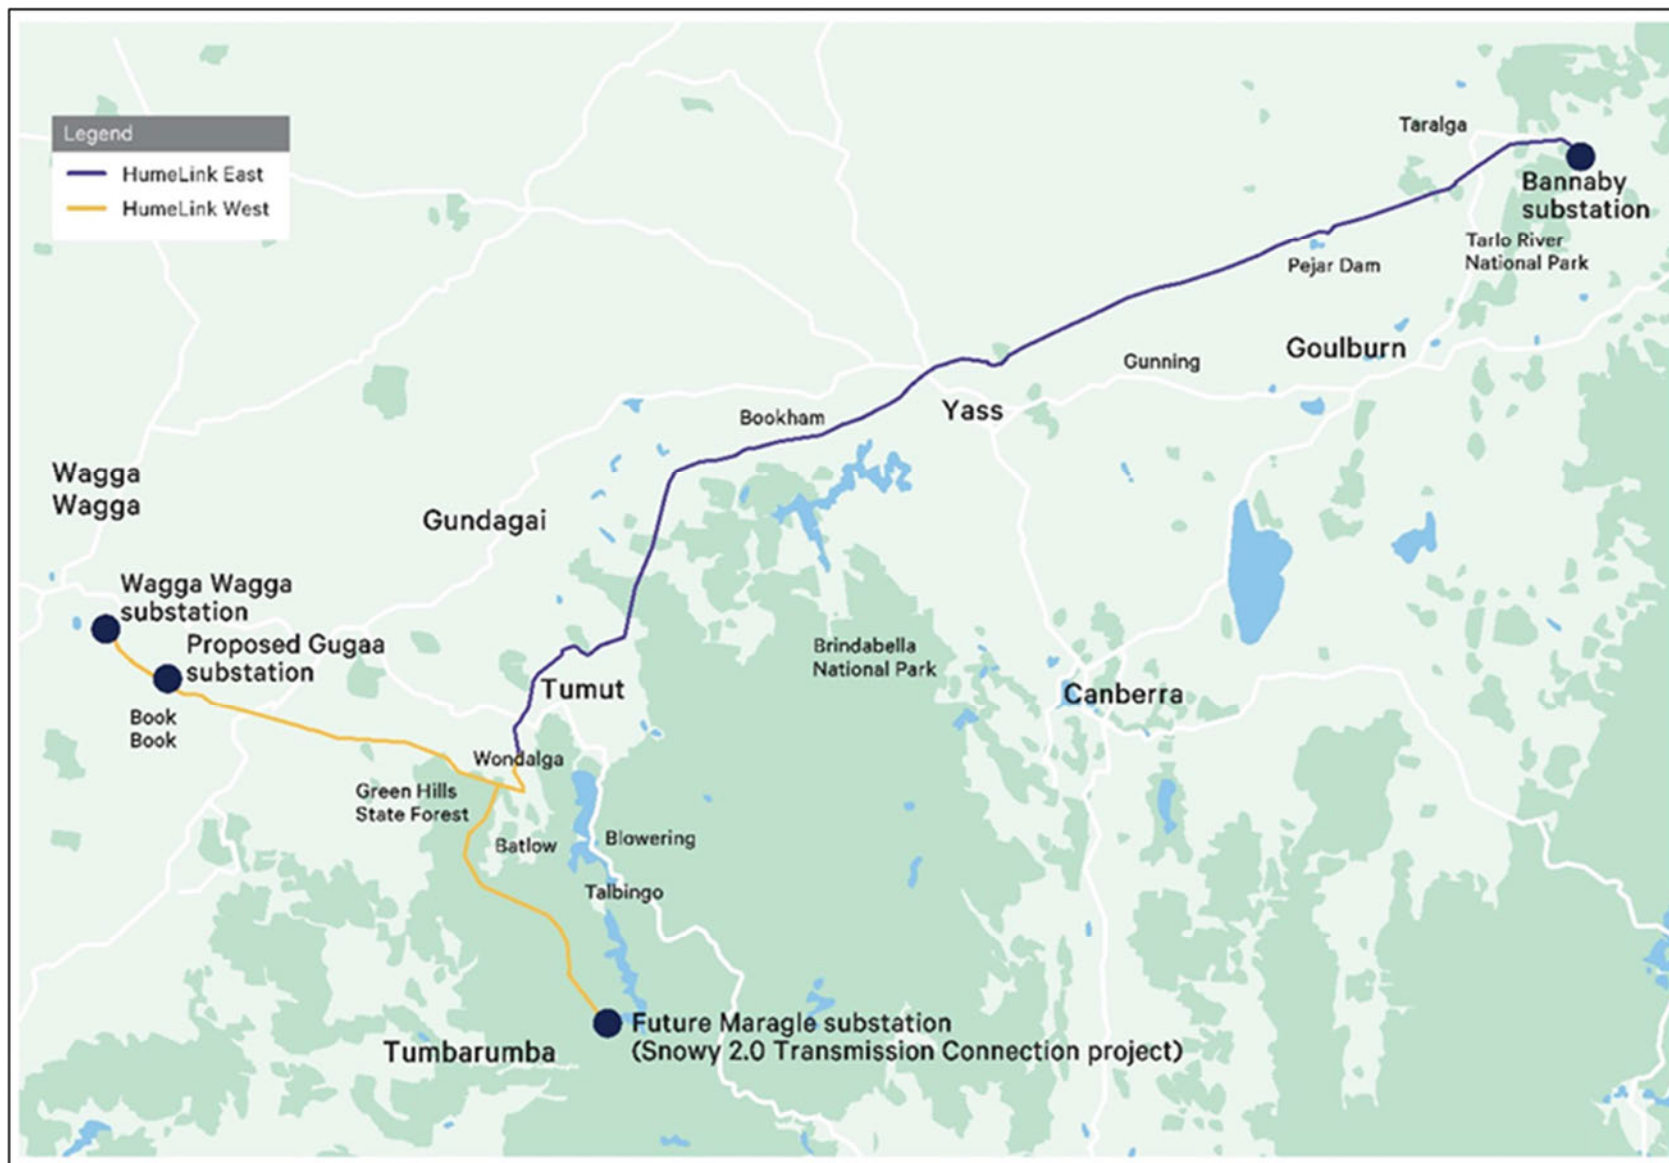 Legend
HumeLink East
HumeLink West
Taralga
Bannaby
substation
Tarlo River
National Park
Pejar Dam
Goulburn
Gunning
Yass
Bookham
Wagga
Wagga
Gundagai
Wagga Wagga
substation
Proposed Gugaa
substation
Brindabella
National Park
Tumut
Canberra
Book
Book
Wondalga
Green Hills
State Forest
Batlow
Blowering
Talbingo
Future Maragle substation
(Snowy 2.0 Transmission Connection project)
Tumbarumba